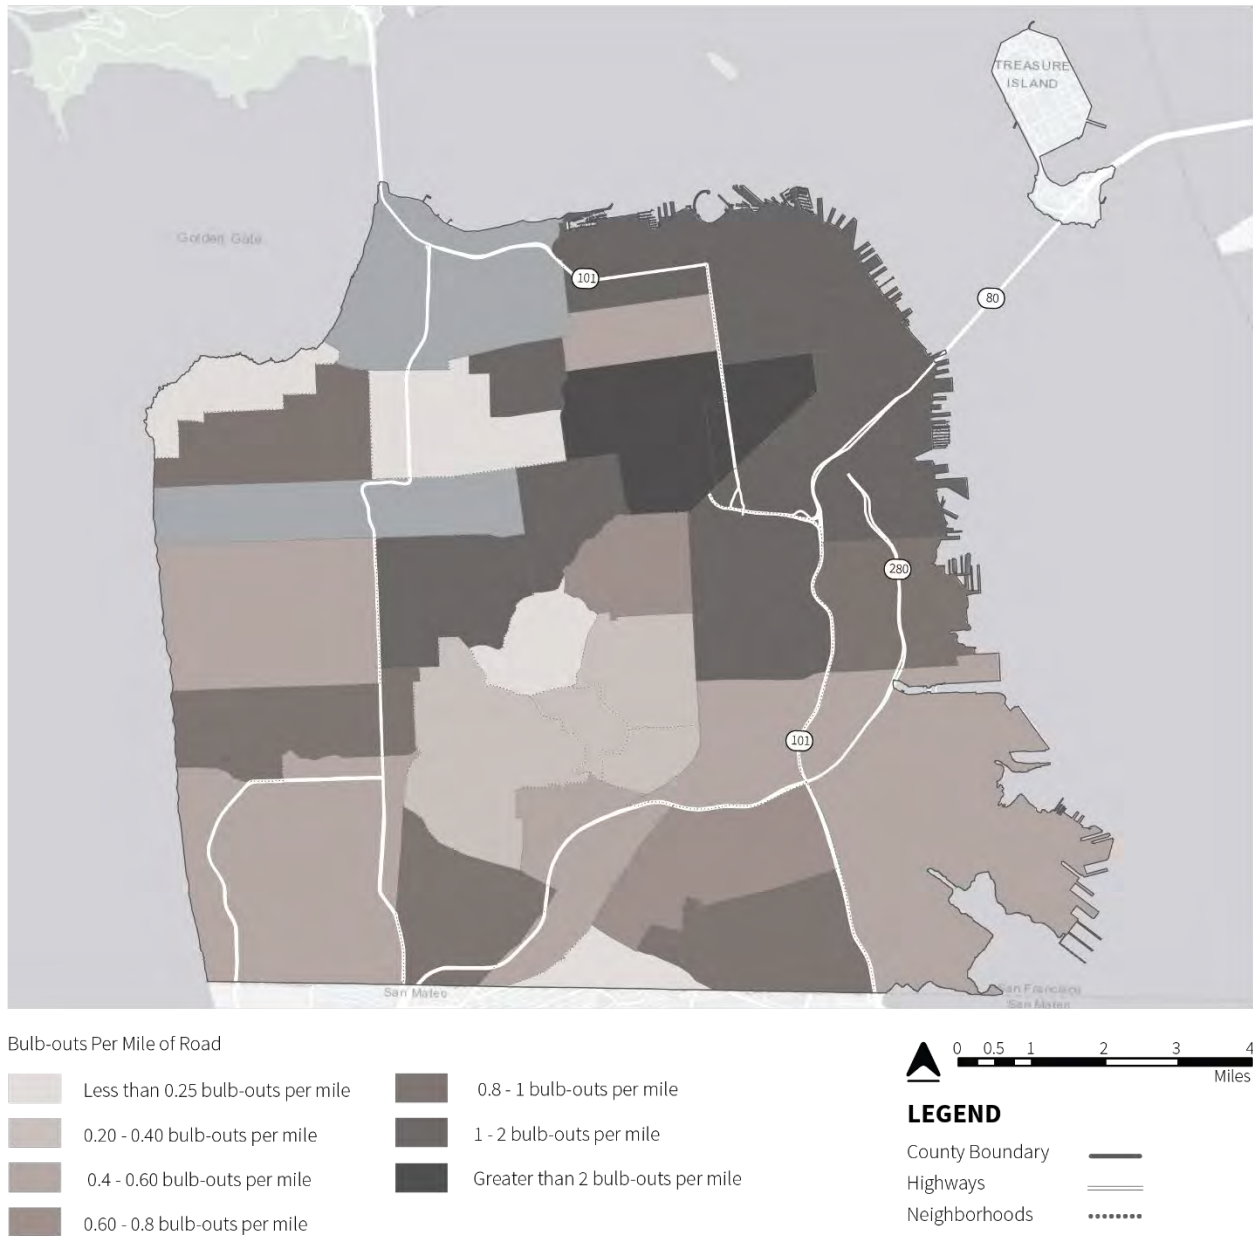 TREASURE
ISLAND
Golden Gate
101
80
280
101
San Mateo
San Francisco
San Mateo
Bulb-outs Per Mile of Road
Less than 0.25 bulb-outs per mile
0.20 - 0.40 bulb-outs per mile
0.4 - 0.60 bulb-outs per mile
0.60 - 0.8 bulb-outs per mile
0.8 - 1 bulb-outs per mile
1 - 2 bulb-outs per mile
Greater than 2 bulb-outs per mile
0 0.5 1 2 3 4
Miles
LEGEND
County Boundary
Highways
Neighborhoods